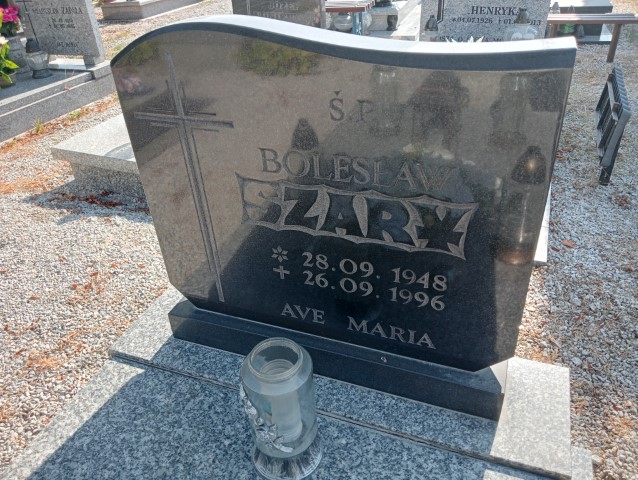 Ś.P.
BOLESŁAW
SZARY
* 28.09.1948
+ 26.09.1996
AVE MARIA
HENRYK